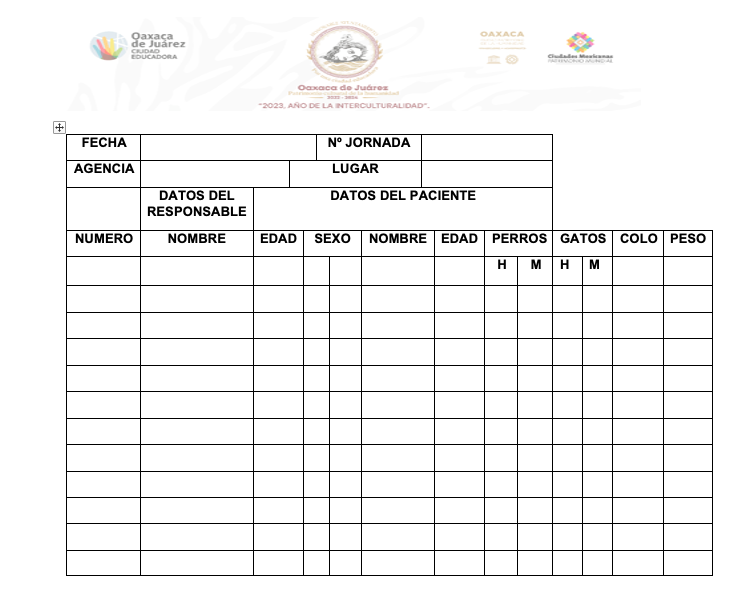 Oaxaca
de Juárez
CIUDAD
EDUCADORA
Oaxaca de Juárez
2022 - 2024
"2023, AÑO DE LA INTERCULTURALIDAD".
OAXACA
Ciudades Mexicanas
PATRIMONIO MUNDIAL
FECHA Nº JORNADA
AGENCIA LUGAR
DATOS DEL
RESPONSABLE
DATOS DEL PACIENTE
NUMERO NOMBRE EDAD SEXO NOMBRE EDAD PERROS GATOS COLO PESO
H M H M